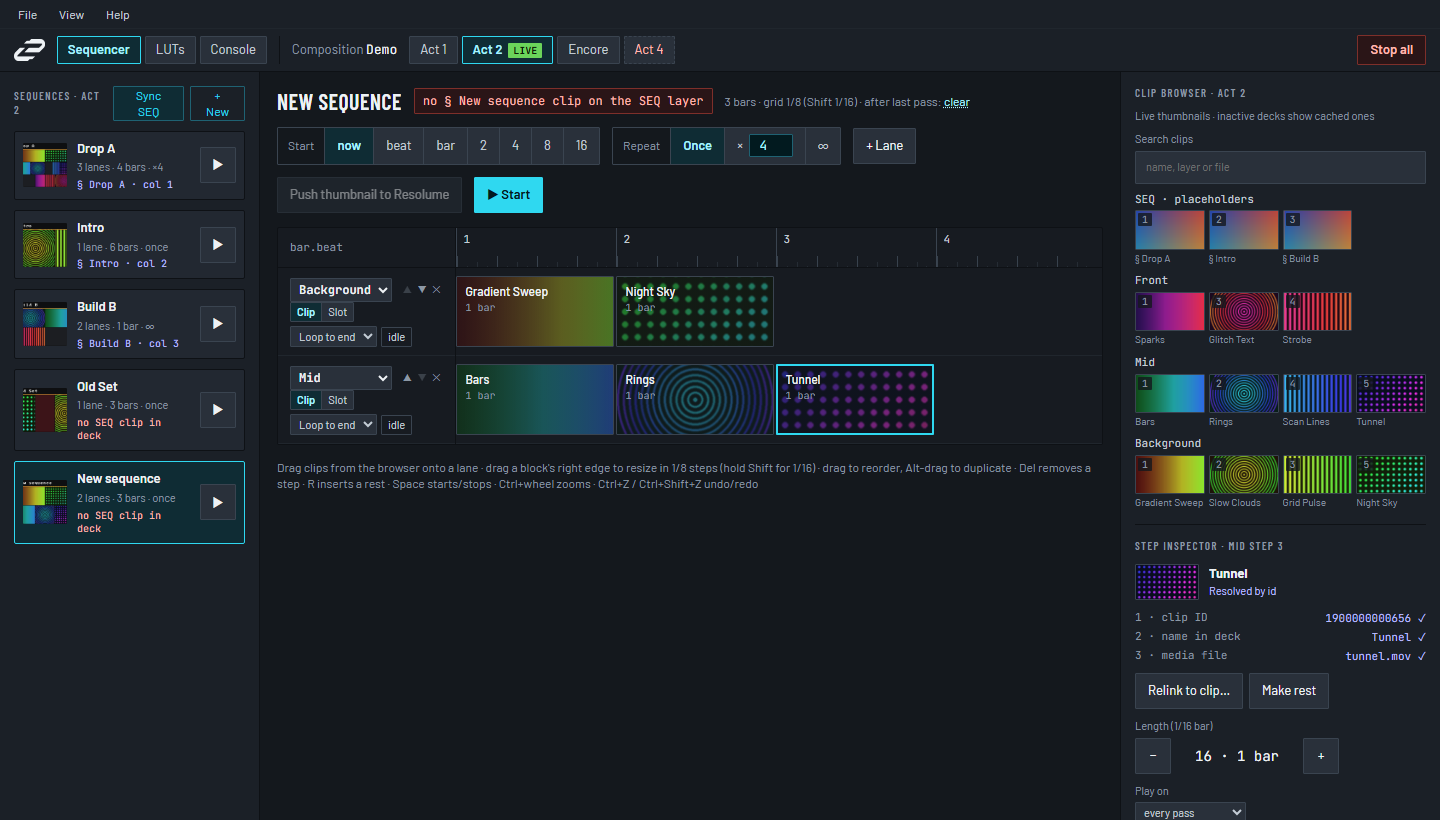 File View Help
Sequencer LUTs Console Composition Demo Act 1 Act 2 LIVE Encore Act 4 Stop all
SEQUENCES · ACT 2
Sync SEQ
+ New
Drop A
3 lanes · 4 bars · ×4
§ Drop A · col 1
Intro
1 lane · 6 bars · once
§ Intro · col 2
Build B
2 lanes · 1 bar · ∞
§ Build B · col 3
Old Set
1 lane · 3 bars · once
no SEQ clip in
deck
New sequence
2 lanes · 3 bars · once
no SEQ clip in
deck
NEW SEQUENCE no § New sequence clip on the SEQ layer 3 bars · grid 1/8 (Shift 1/16) · after last pass: clear
Start now beat bar 2 4 8 16 Repeat Once × 4 ∞ + Lane
Push thumbnail to Resolume ▶ Start
bar.beat 1 2 3 4
Background ▲ ▼ ✕
Clip Slot
Loop to end idle
Gradient Sweep
1 bar
Night Sky
1 bar
Mid ▲ ▼ ✕
Clip Slot
Loop to end idle
Bars
1 bar
Rings
1 bar
Tunnel
1 bar
Drag clips from the browser onto a lane · drag a block's right edge to resize in 1/8 steps (hold Shift for 1/16) · drag to reorder, Alt-drag to duplicate · Del removes a
step · R inserts a rest · Space starts/stops · Ctrl+wheel zooms · Ctrl+Z / Ctrl+Shift+Z undo/redo
CLIP BROWSER · ACT 2
Live thumbnails · inactive decks show cached ones
Search clips
name, layer or file
SEQ · placeholders
1 2 3
§ Drop A § Intro § Build B
Front
1 3 4
Sparks Glitch Text Strobe
Mid
1 2 4 5
Bars Rings Scan Lines Tunnel
Background
1 2 3 5
Gradient Sweep Slow Clouds Grid Pulse Night Sky
STEP INSPECTOR · MID STEP 3
Tunnel
Resolved by id
1 · clip ID 1900000000656 ✓
2 · name in deck Tunnel ✓
3 · media file tunnel.mov ✓
Relink to clip... Make rest
Length (1/16 bar)
− 16 · 1 bar +
Play on
every pass